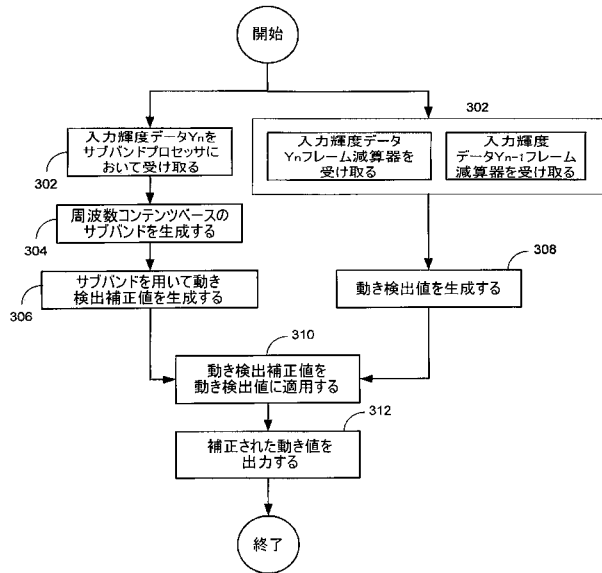 開始
入力輝度データYnを
サブバンドプロセッサに
おいて受け取る
302
302
入力輝度データ
Ynフレーム減算器を
受け取る
入力輝度
データYn-1フレーム
減算器を受け取る
周波数コンテンツベースの
サブバンドを生成する
304
サブバンドを用いて動き
検出補正値を生成する
306
308
動き検出値を生成する
310
動き検出補正値を
動き検出値に適用する
312
補正された動き値を
出力する
終了